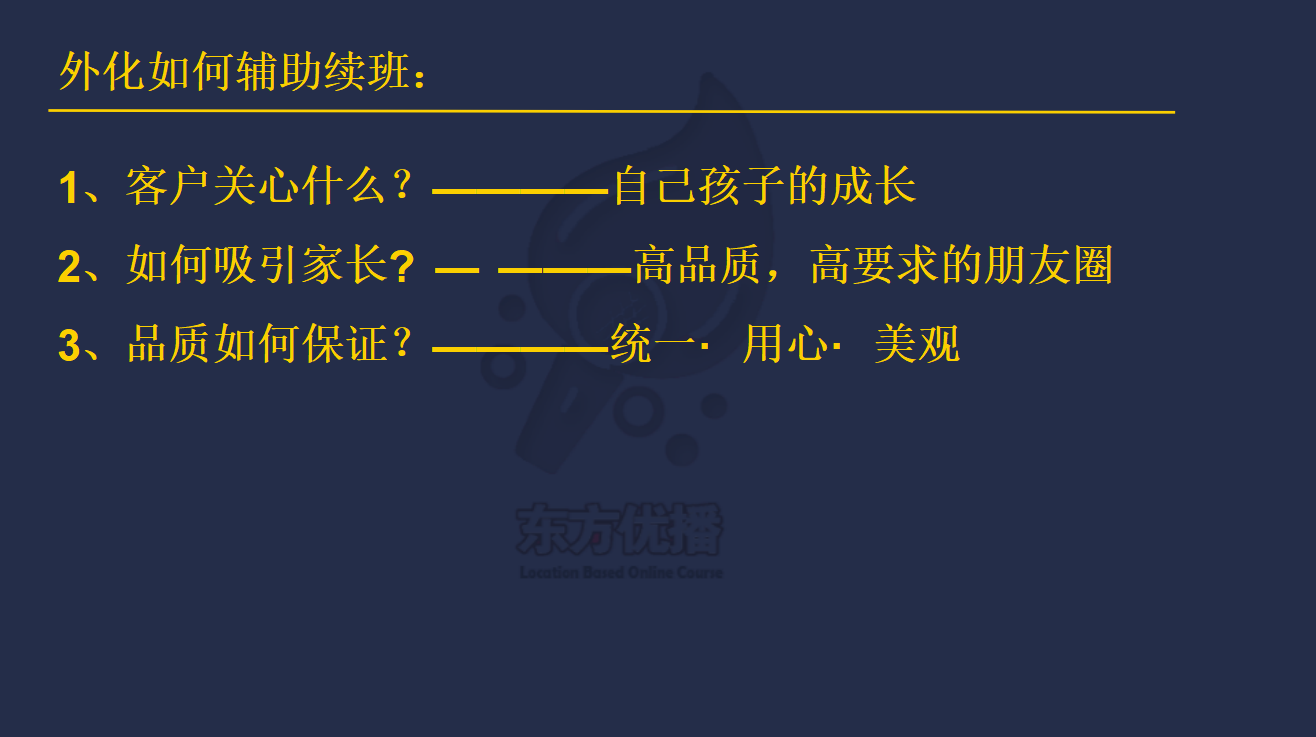 外化如何辅助续班：
1、客户关心什么？————自己孩子的成长
2、如何吸引家长? — ———高品质，高要求的朋友圈
3、品质如何保证？————统一· 用心· 美观
东方优播
Location Based Online Course